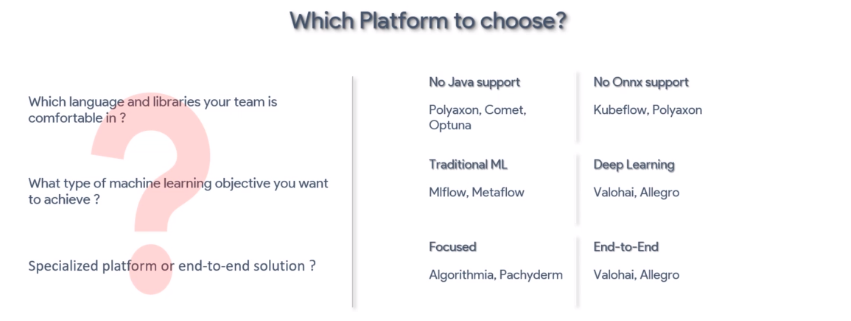 Which Platform to choose?
Which language and libraries your team is
comfortable in ?
No Java support
Polyaxon, Comet,
Optuna
No Onnx support
Kubeflow, Polyaxon
What type of machine learning objective you want
to achieve ?
Traditional ML
Mlflow, Metaflow
Deep Learning
Valohai, Allegro
Specialized platform or end-to-end solution ?
Focused
Algorithmia, Pachyderm
End-to-End
Valohai, Allegro
?